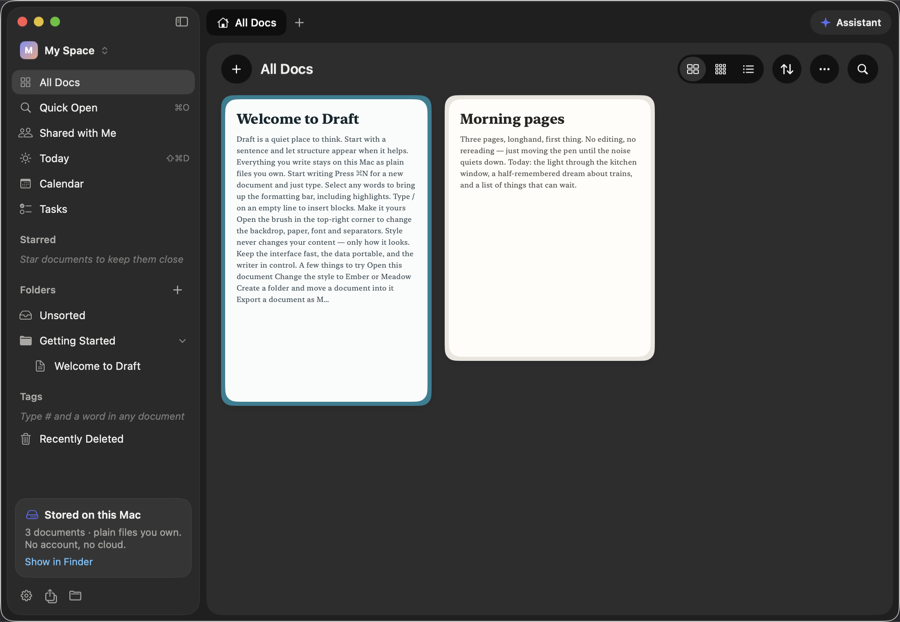 All Docs
Assistant
M My Space
All Docs
Quick Open ⌘O
Shared with Me
Today ⇧⌘D
Calendar
Tasks
Starred
Star documents to keep them close
Folders
Unsorted
Getting Started
Welcome to Draft
Tags
Type # and a word in any document
Recently Deleted
Stored on this Mac
3 documents · plain files you own.
No account, no cloud.
Show in Finder
All Docs
Welcome to Draft
Draft is a quiet place to think. Start with a
sentence and let structure appear when it helps.
Everything you write stays on this Mac as plain
files you own. Start writing Press ⌘N for a new
document and just type. Select any words to bring
up the formatting bar, including highlights. Type /
on an empty line to insert blocks. Make it yours
Open the brush in the top-right corner to change
the backdrop, paper, font and separators. Style
never changes your content — only how it looks.
Keep the interface fast, the data portable, and the
writer in control. A few things to try Open this
document Change the style to Ember or Meadow
Create a folder and move a document into it
Export a document as M...
Morning pages
Three pages, longhand, first thing. No editing, no
rereading — just moving the pen until the noise
quiets down. Today: the light through the kitchen
window, a half-remembered dream about trains,
and a list of things that can wait.